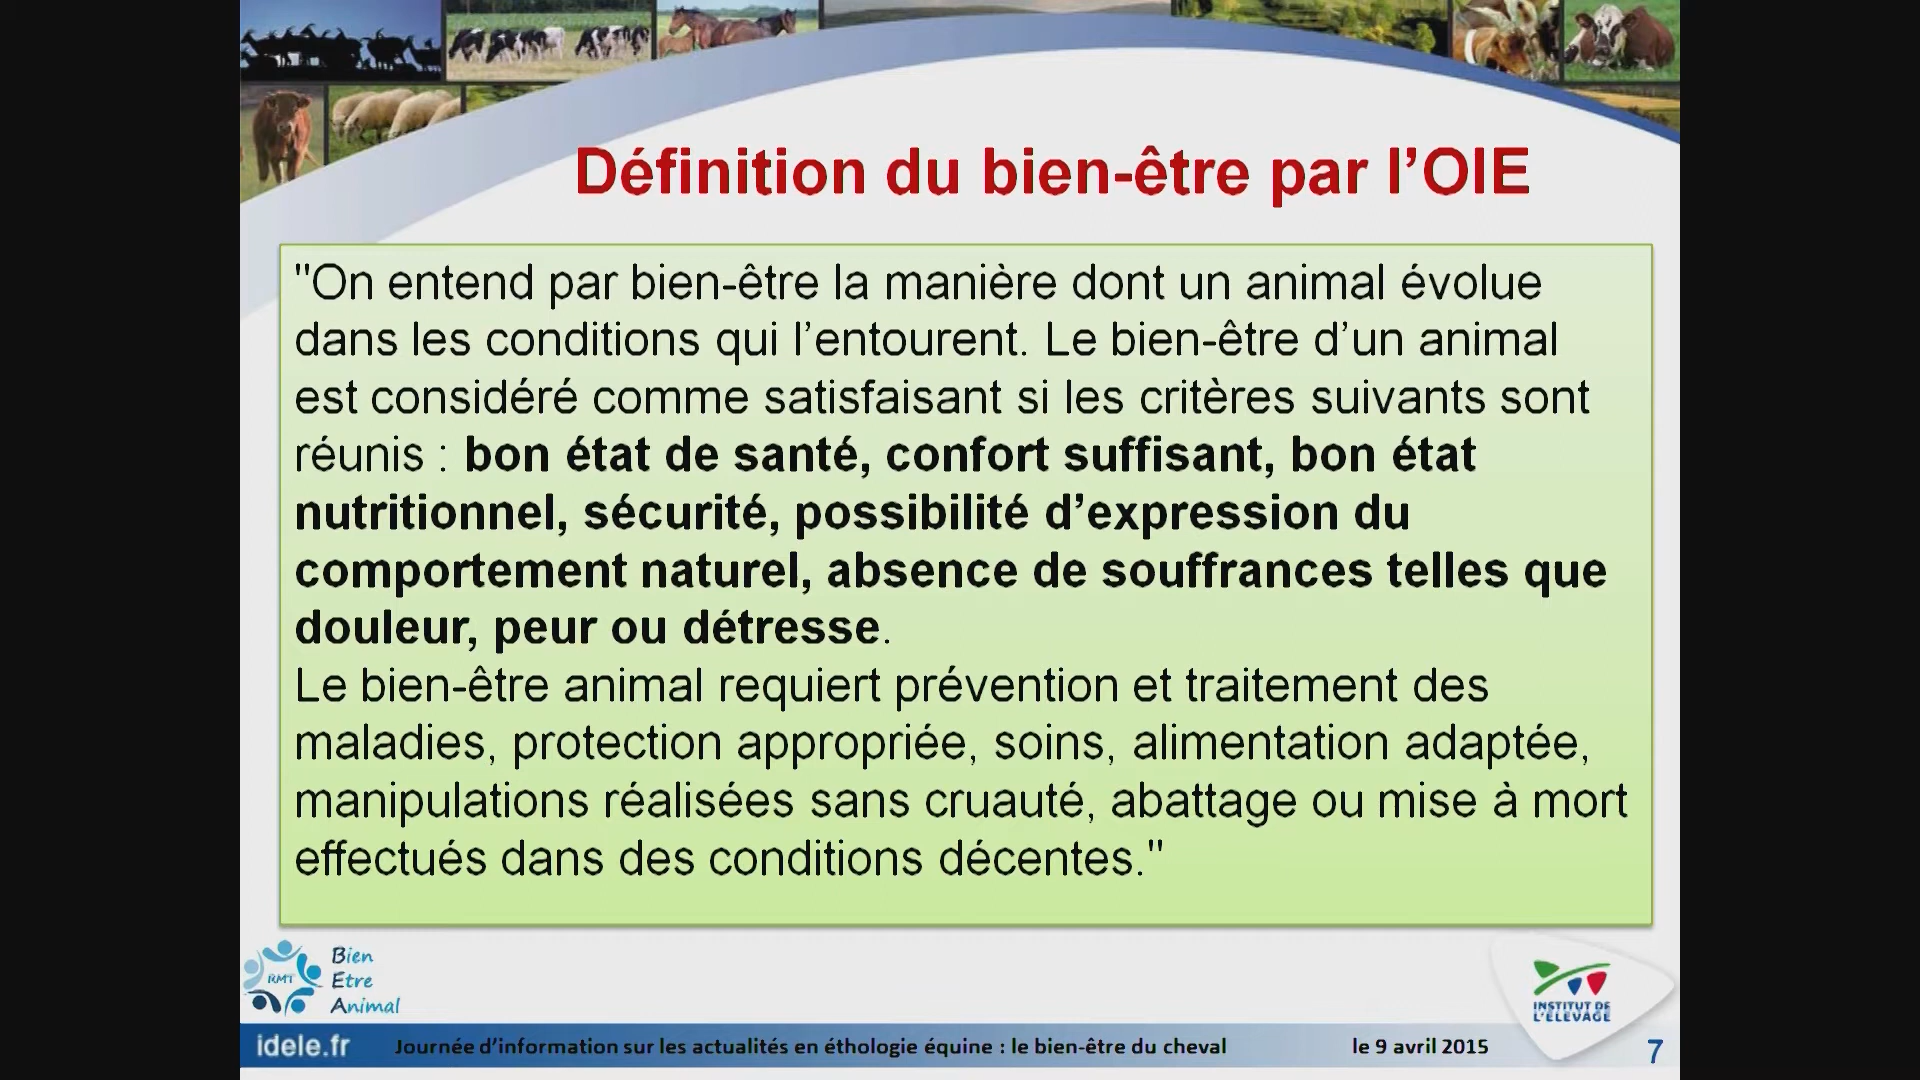 Définition du bien-être par l’OIE
"On entend par bien-être la manière dont un animal évolue
dans les conditions qui l’entourent. Le bien-être d’un animal
est considéré comme satisfaisant si les critères suivants sont
réunis : bon état de santé, confort suffisant, bon état
nutritionnel, sécurité, possibilité d’expression du
comportement naturel, absence de souffrances telles que
douleur, peur ou détresse.
Le bien-être animal requiert prévention et traitement des
maladies, protection appropriée, soins, alimentation adaptée,
manipulations réalisées sans cruauté, abattage ou mise à mort
effectués dans des conditions décentes."
RMT
Bien
Etre
Animal
INSTITUT DE
L'ELEVAGE
idele.fr
Journée d’information sur les actualités en éthologie équine : le bien-être du cheval
le 9 avril 2015
7